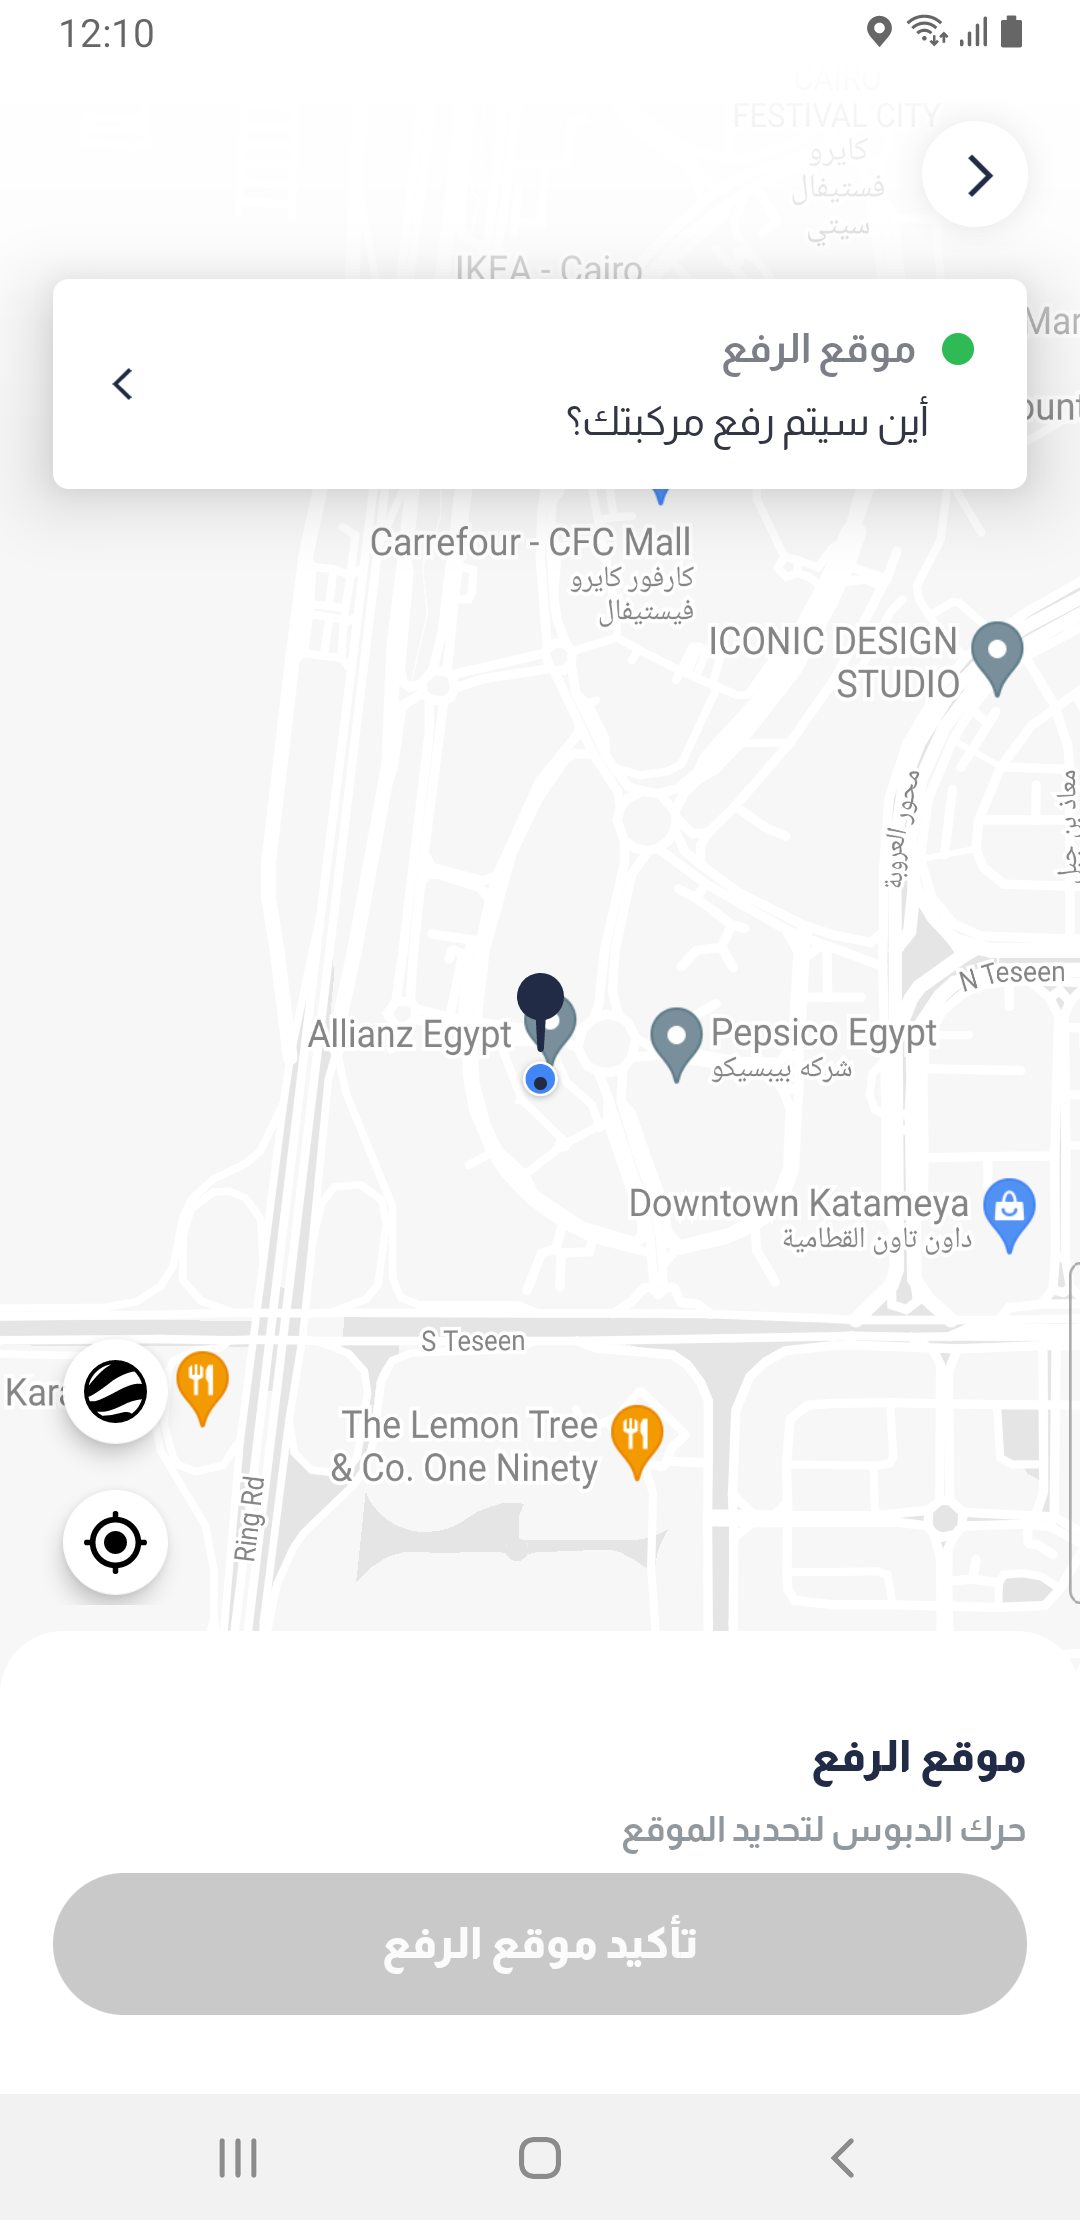 12:10
CAIRO
FESTIVAL CITY
كايرو
فستيفال
سيتي
IKEA - Cairo
موقع الرفع
أين سيتم رفع مركبتك؟
Carrefour - CFC Mall
كارفور كايرو
فيستيفال
ICONIC DESIGN
STUDIO
محور العروبة
معاذ بن جبل
N Teseen
Allianz Egypt
Pepsico Egypt
شركه بيبسيكو
Downtown Katameya
داون تاون القطامية
S Teseen
The Lemon Tree
& Co. One Ninety
Ring Rd
موقع الرفع
حرك الدبوس لتحديد الموقع
تأكيد موقع الرفع